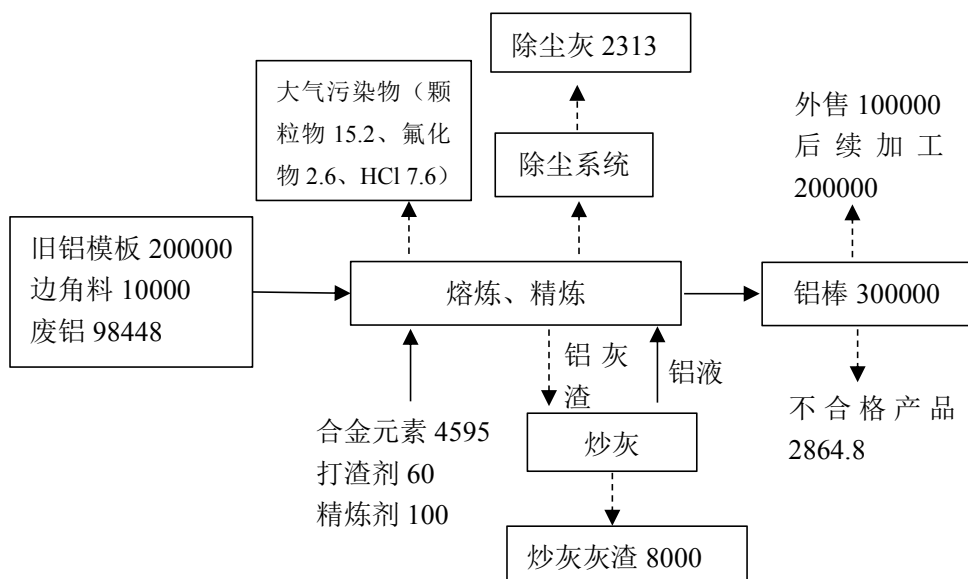 除尘灰 2313
大气污染物（颗
粒物 15.2、氟化
物 2.6、HCl 7.6）
除尘系统
外售 100000
后续加工
200000
旧铝模板 200000
边角料 10000
废铝 98448
熔炼、精炼
铝棒 300000
铝灰
渣
铝液
合金元素 4595
打渣剂 60
精炼剂 100
炒灰
不合格产品
2864.8
炒灰灰渣 8000